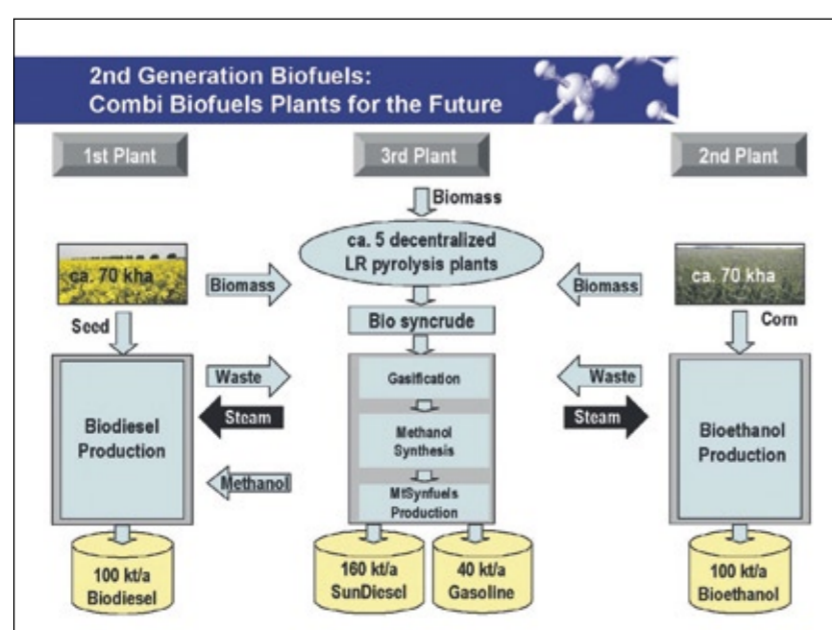 2nd Generation Biofuels:
Combi Biofuels Plants for the Future
1st Plant
3rd Plant
2nd Plant
Biomass
ca. 5 decentralized
LR pyrolysis plants
ca. 70 kha
Biomass
Biomass
ca. 70 kha
Seed
Bio syncrude
Corn
Biodiesel
Production
Waste
Steam
Methanol
Gasification
Methanol
Synthesis
MtSynfuels
Production
Waste
Steam
Bioethanol
Production
100 kt/a
Biodiesel
160 kt/a
SunDiesel
40 kt/a
Gasoline
100 kt/a
Bioethanol